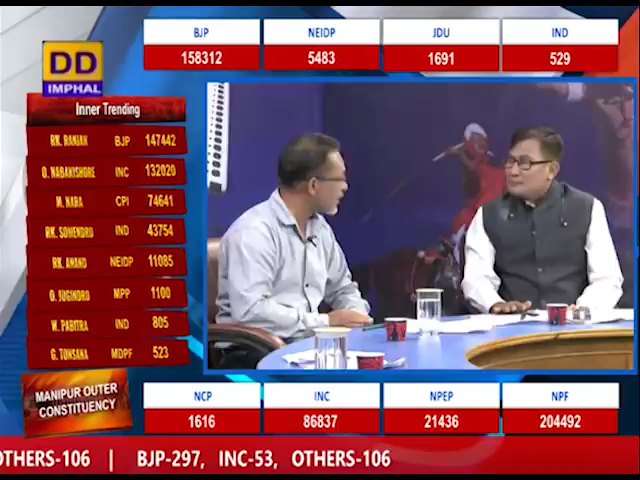 BJP NEIDP JDU IND
158312 5483 1691 529
DD
IMPHAL
Inner Trending
RK. RANJAN BJP 147442
O. NABAKISHORE INC 132020
M. NARA CPI 74641
RK. SOMENDRO IND 43754
RK. ANAND NEIDP 11085
O. JUGINDRO MPP 1100
W. PABITRA IND 805
G. TONSANA MDPF 523
MANIPUR OUTER
CONSTITUENCY
NCP INC NPEP NPF
1616 86837 21436 204492
OTHERS-106 | BJP-297, INC-53, OTHERS-106